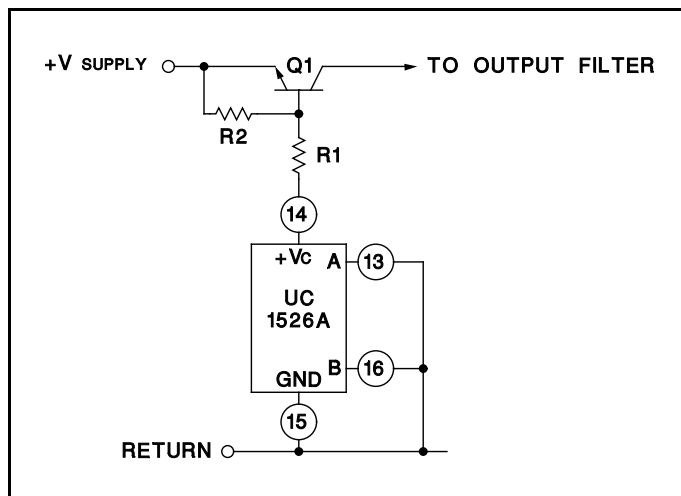 +V SUPPLY
Q1
TO OUTPUT FILTER
R2
R1
14
+VC
A
13
UC
1526A
B
16
GND
15
RETURN